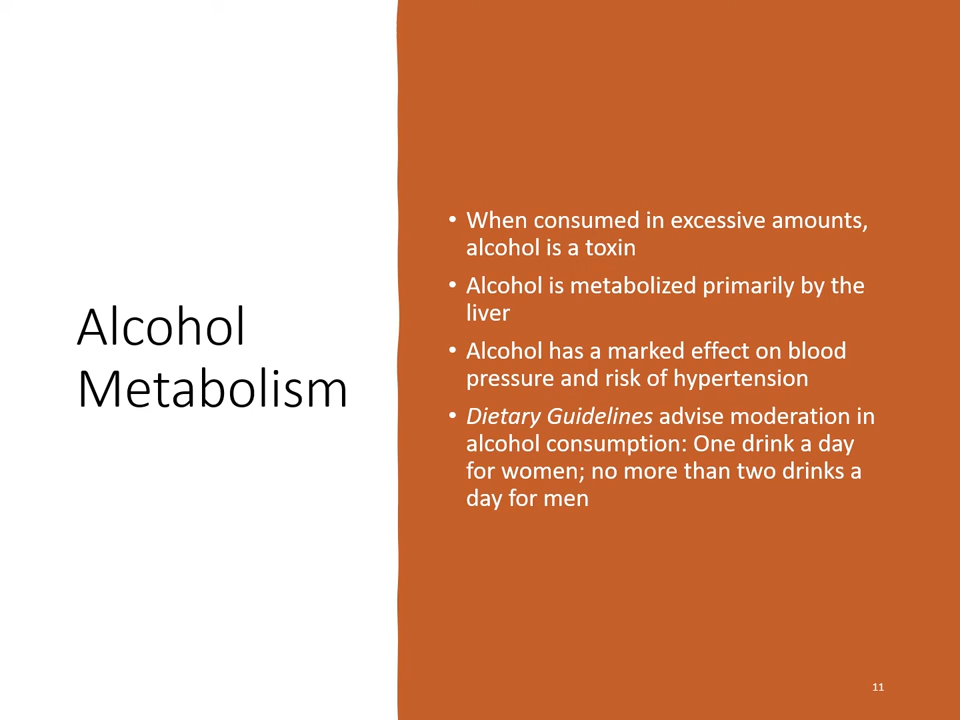 Alcohol
Metabolism
• When consumed in excessive amounts,
alcohol is a toxin
• Alcohol is metabolized primarily by the
liver
• Alcohol has a marked effect on blood
pressure and risk of hypertension
• Dietary Guidelines advise moderation in
alcohol consumption: One drink a day
for women; no more than two drinks a
day for men
11